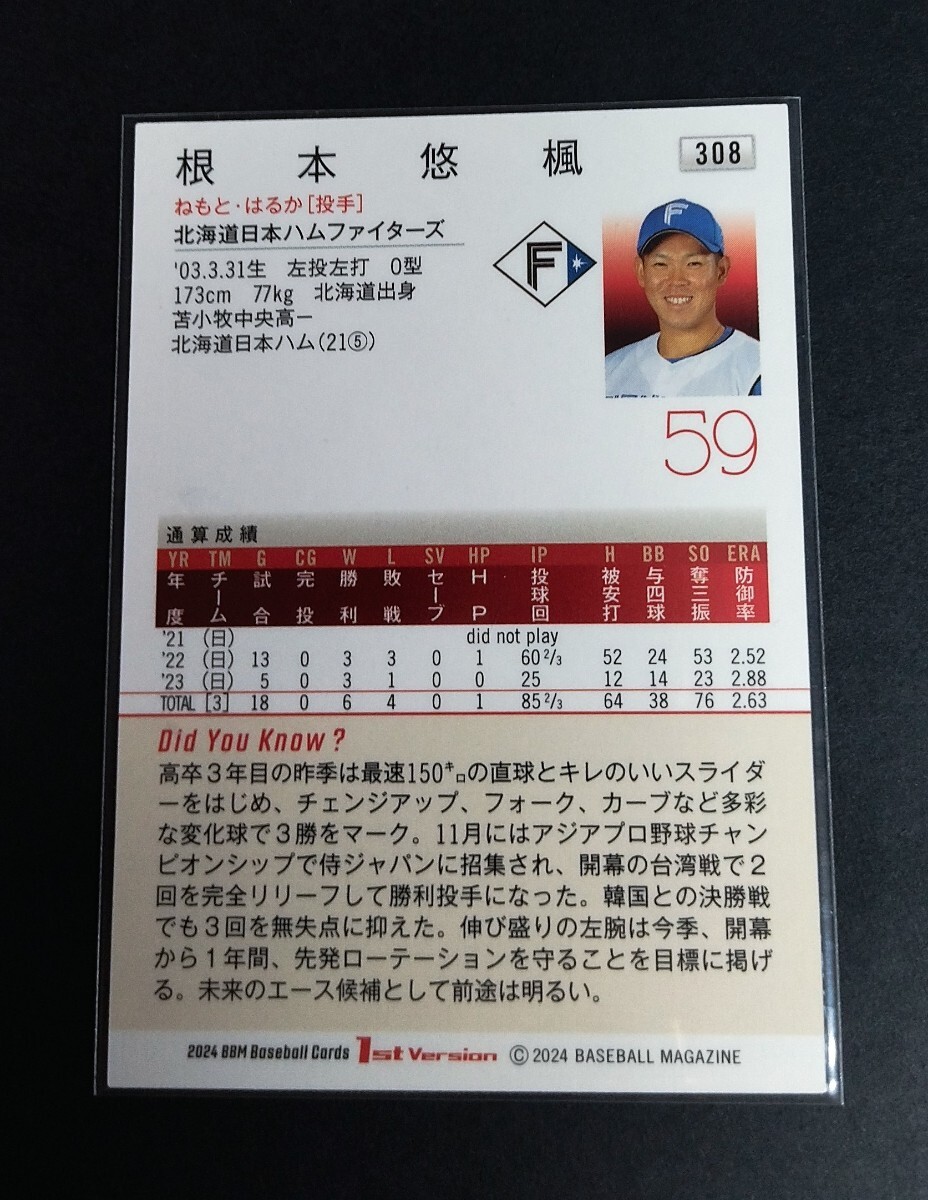 根本悠楓
308
ねもと・はるか[投手]
北海道日本ハムファイターズ
'03.3.31生 左投左打 O型
173cm 77kg 北海道出身
苫小牧中央高ー
北海道日本ハム(21⑤)
F
F
59
通算成績
YR TM G CG W L SV HP IP H BB SO ERA
年度 チーム 試合 完投 勝利 敗戦 セーブ HP 投球回 被安打 与四球 奪三振 防御率
'21 (日) did not play
'22 (日) 13 0 3 3 0 1 60 2/3 52 24 53 2.52
'23 (日) 5 0 3 1 0 0 25 12 14 23 2.88
TOTAL [3] 18 0 6 4 0 1 85 2/3 64 38 76 2.63
Did You Know?
高卒3年目の昨季は最速150㌔の直球とキレのいいスライダ
ーをはじめ、チェンジアップ、フォーク、カーブなど多彩
な変化球で3勝をマーク。11月にはアジアプロ野球チャン
ピオンシップで侍ジャパンに招集され、開幕の台湾戦で2
回を完全リリーフして勝利投手になった。韓国との決勝戦
でも3回を無失点に抑えた。伸び盛りの左腕は今季、開幕
から1年間、先発ローテーションを守ることを目標に掲げ
る。未来のエース候補として前途は明るい。
2024 BBM Baseball Cards 1st Version © 2024 BASEBALL MAGAZINE